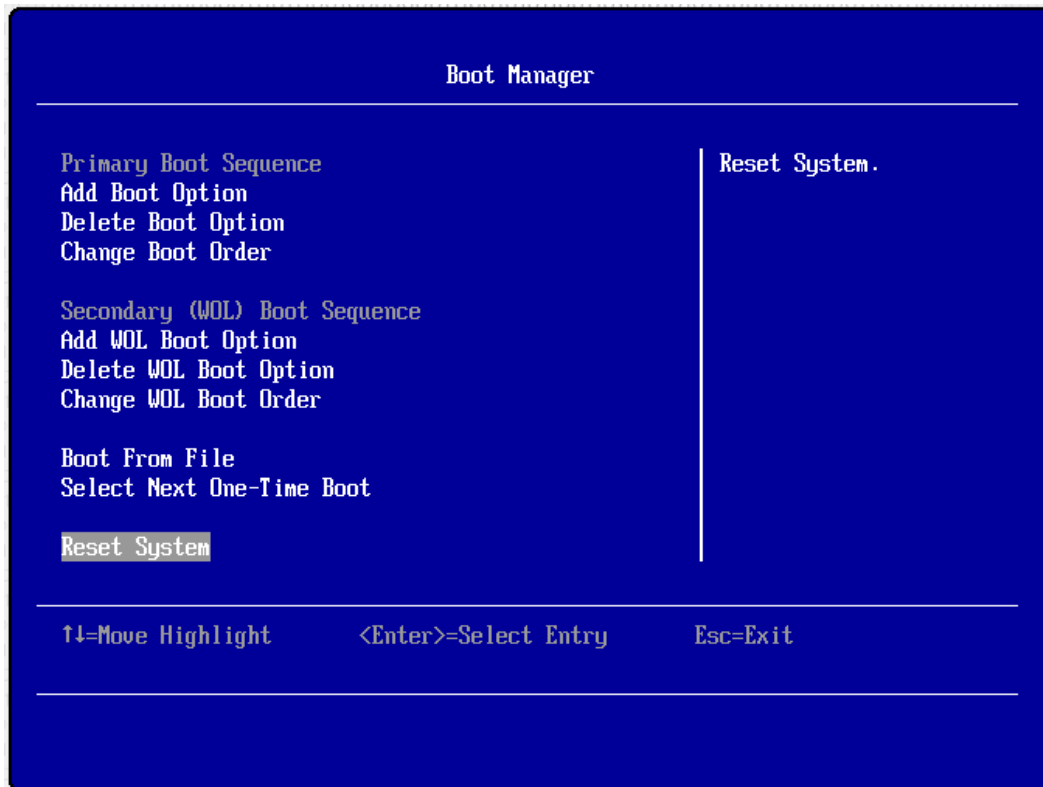 Boot Manager
Primary Boot Sequence
Add Boot Option
Delete Boot Option
Change Boot Order
Secondary (WOL) Boot Sequence
Add WOL Boot Option
Delete WOL Boot Option
Change WOL Boot Order
Boot From File
Select Next One-Time Boot
Reset System
Reset System.
↑↓=Move Highlight <Enter>=Select Entry Esc=Exit